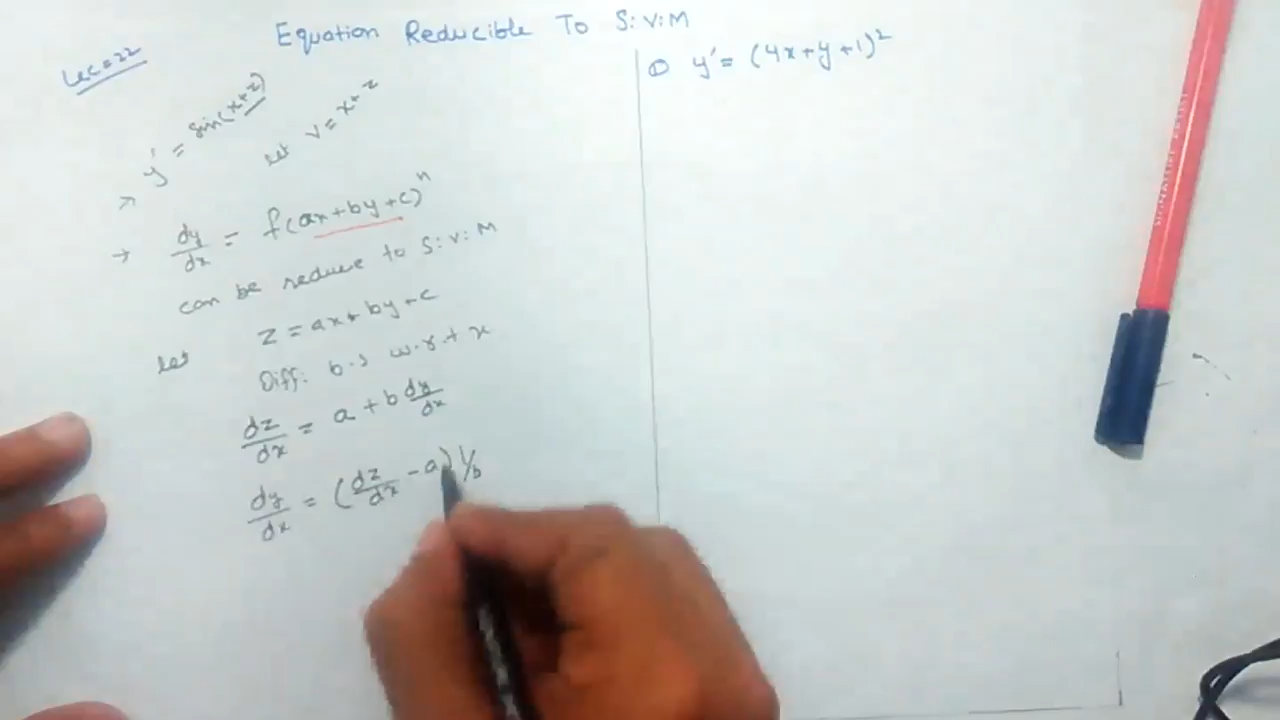 Equation Reducible To S:V:M
Lec=22
→ y' = sin(x+z) let v=x+z
→ dy/dx = f(ax+by+c)^n
can be reduce to S:V:M
let z = ax+by+c
Diff: b.s w.r.t x
dz/dx = a + b dy/dx
dy/dx = (dz/dx - a) 1/b
① y' = (4x+y+1)²